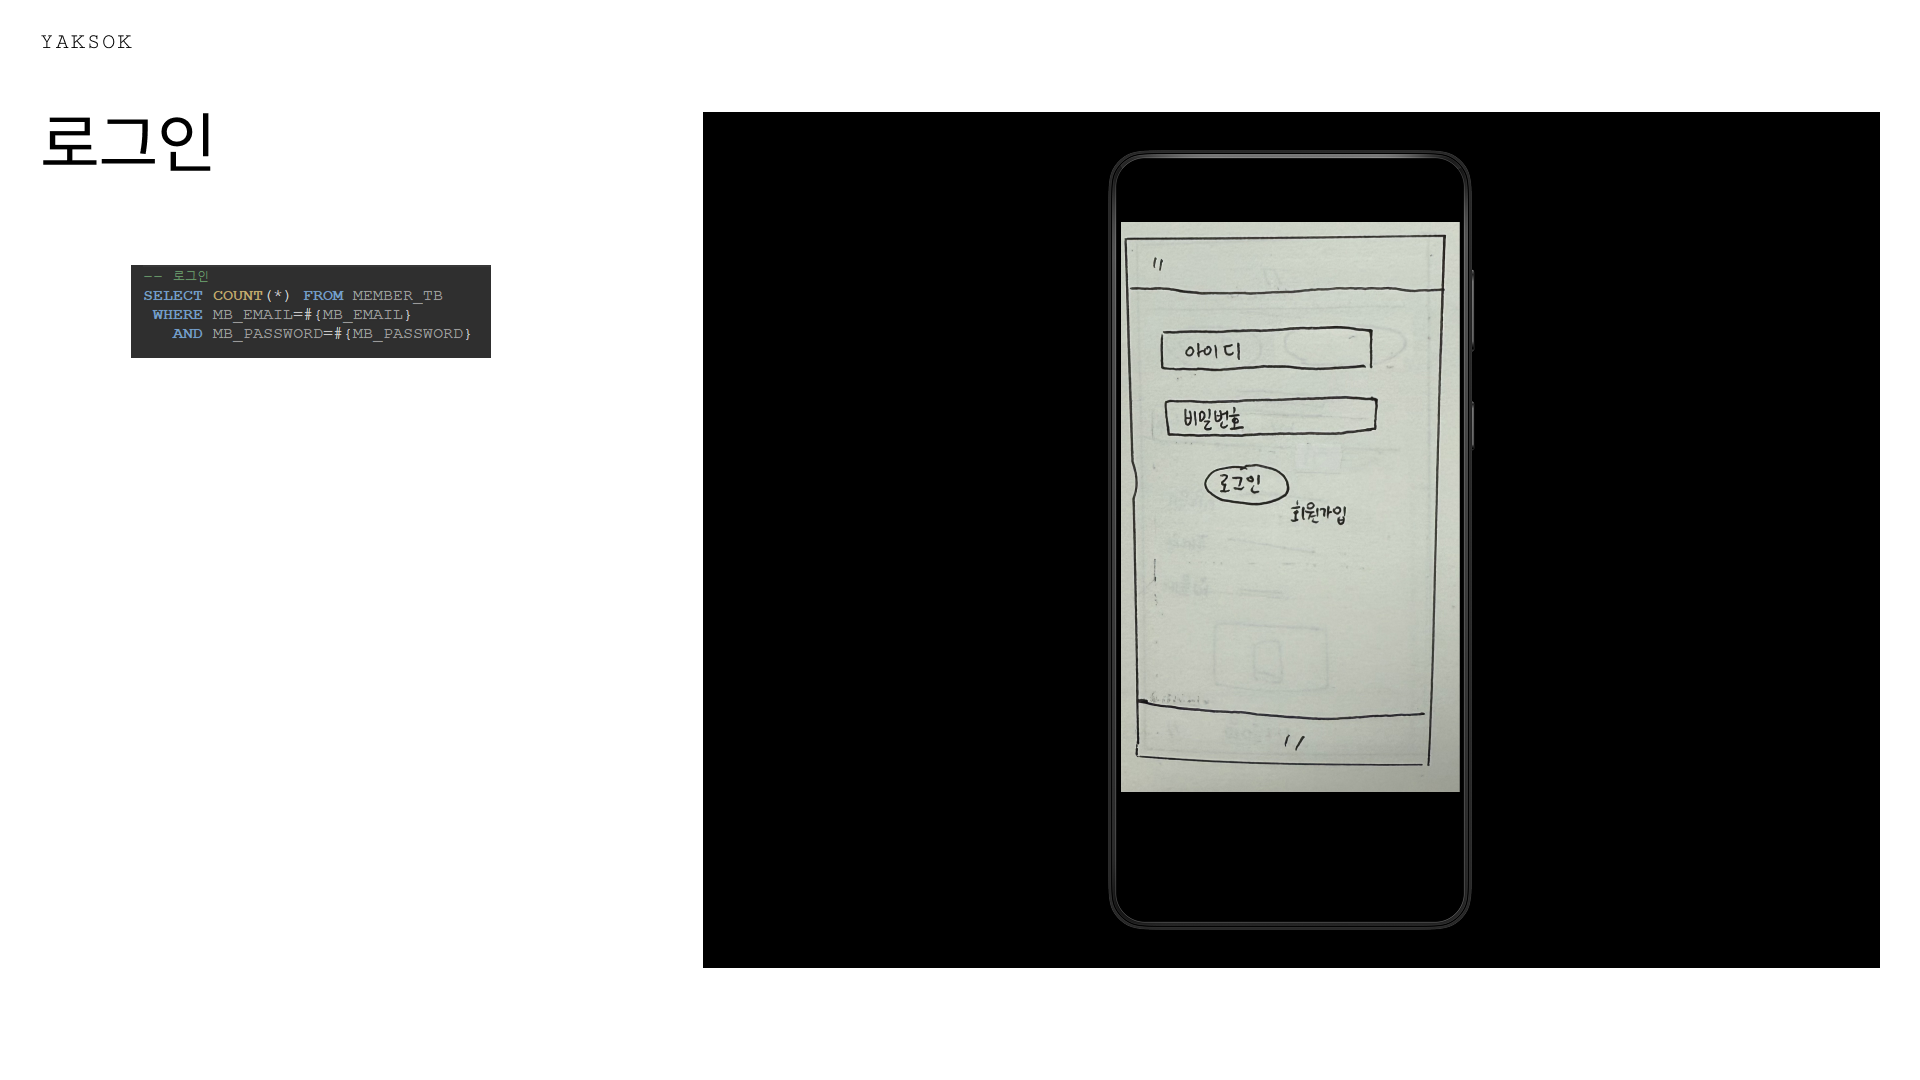 YAKSOK
로그인
-- 로그인
SELECT COUNT(*) FROM MEMBER_TB
WHERE MB_EMAIL=#{MB_EMAIL}
AND MB_PASSWORD=#{MB_PASSWORD}
〃
아이디
비밀번호
로그인
회원가입
〃